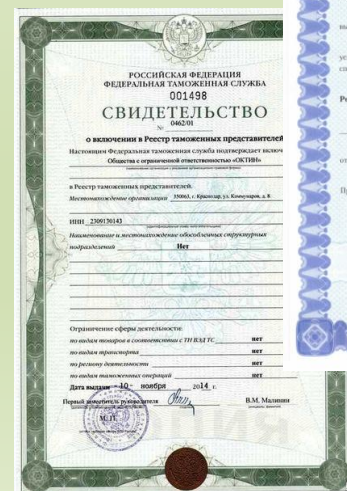 РОССИЙСКАЯ ФЕДЕРАЦИЯ
ФЕДЕРАЛЬНАЯ ТАМОЖЕННАЯ СЛУЖБА
001498
СВИДЕТЕЛЬСТВО
№ 0462/01
о включении в Реестр таможенных представителей
Настоящим Федеральная таможенная служба подтверждает включ
Общества с ограниченной ответственностью «ОКТИН»
в Реестр таможенных представителей.
Местонахождение организации 350063, г. Краснодар, ул. Коммунаров, д. 8
ИНН 2309130143
Наименование и местонахождение обособленных структурных
подразделений Нет
Ограничение сферы деятельности:
по видам товаров в соответствии с ТН ВЭД ТС нет
по видам транспорта нет
по региону деятельности нет
по видам таможенных операций нет
Дата выдачи "10" ноября 2014 г.
Первый заместитель руководителя В.М. Малинин
М.П.